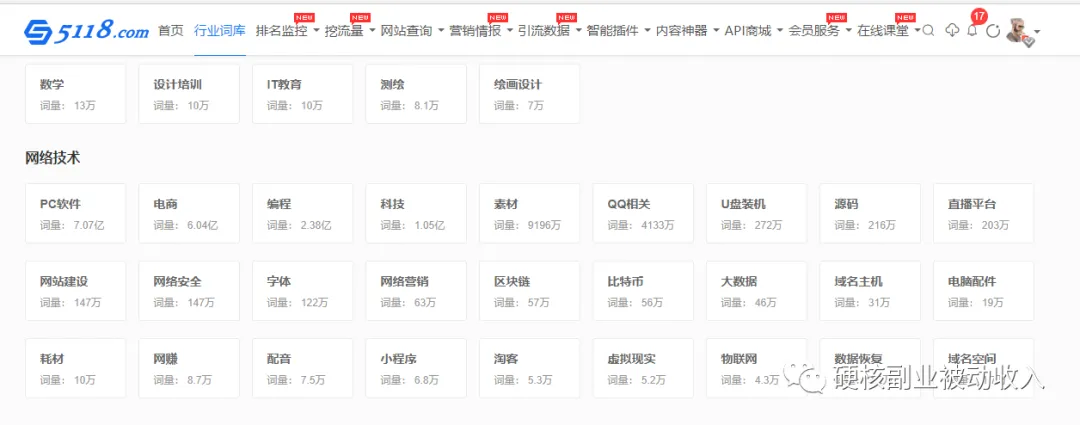 5118.com 首页 行业词库 排名监控 NEW 挖流量 NEW 网站查询 营销情报 NEW 引流数据 NEW 智能插件 内容神器 API商城 会员服务 NEW 在线课堂 NEW 17
数学 设计培训 IT教育 测绘 绘画设计
词量: 13万 词量: 10万 词量: 10万 词量: 8.1万 词量: 7万
网络技术
PC软件 电商 编程 科技 素材 QQ相关 U盘装机 源码 直播平台
词量: 7.07亿 词量: 6.04亿 词量: 2.38亿 词量: 1.05亿 词量: 9196万 词量: 4133万 词量: 272万 词量: 216万 词量: 203万
网站建设 网络安全 字体 网络营销 区块链 比特币 大数据 域名主机 电脑配件
词量: 147万 词量: 147万 词量: 122万 词量: 63万 词量: 57万 词量: 56万 词量: 46万 词量: 31万 词量: 19万
耗材 网赚 配音 小程序 淘客 虚拟现实 物联网 数据恢复 域名空间
词量: 10万 词量: 8.7万 词量: 7.5万 词量: 6.8万 词量: 5.3万 词量: 5.2万 词量: 4.3万
硬核副业被动收入